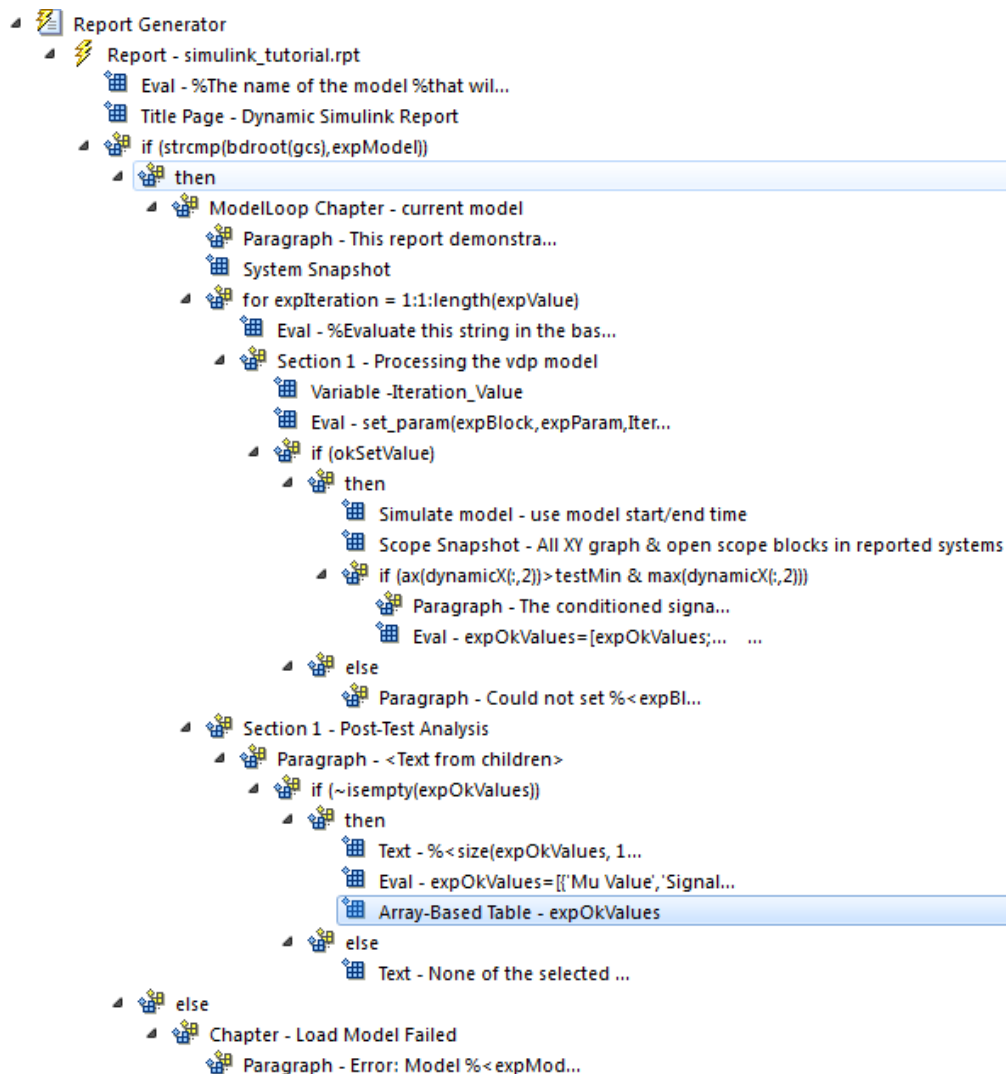 Report Generator
Report - simulink_tutorial.rpt
Eval - %The name of the model %that wil...
Title Page - Dynamic Simulink Report
if (strcmp(bdroot(gcs),expModel))
then
ModelLoop Chapter - current model
Paragraph - This report demonstra...
System Snapshot
for expIteration = 1:1:length(expValue)
Eval - %Evaluate this string in the bas...
Section 1 - Processing the vdp model
Variable -Iteration_Value
Eval - set_param(expBlock,expParam,Iter...
if (okSetValue)
then
Simulate model - use model start/end time
Scope Snapshot - All XY graph & open scope blocks in reported systems
if (ax(dynamicX(:,2))>testMin & max(dynamicX(:,2)))
Paragraph - The conditioned signa...
Eval - expOkValues=[expOkValues;... ...
else
Paragraph - Could not set %<expBl...
Section 1 - Post-Test Analysis
Paragraph - <Text from children>
if (~isempty(expOkValues))
then
Text - %<size(expOkValues, 1...
Eval - expOkValues=[{'Mu Value','Signal...
Array-Based Table - expOkValues
else
Text - None of the selected ...
else
Chapter - Load Model Failed
Paragraph - Error: Model %<expMod...